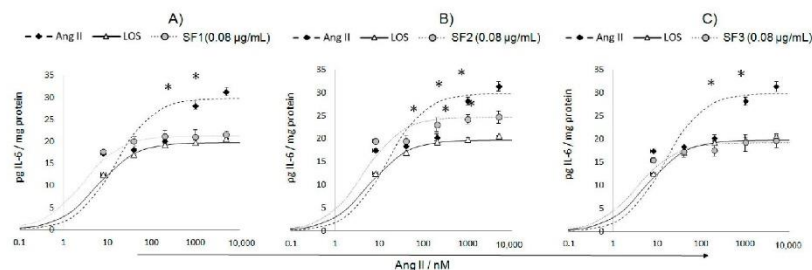 A)
B)
C)
Ang II LOS SF1 (0.08 µg/mL)
Ang II LOS SF2 (0.08 µg/mL)
Ang II LOS SF3 (0.08 µg/mL)
pg IL-6 / mg protein
35
30
25
20
15
10
5
0
* *
0.1 1 10 100 1000 10,000
pg IL-6 / mg protein
35
30
25
20
15
10
5
0
* *
* * *
0.1 1 10 100 1000 10,000
pg IL-6 / mg protein
35
30
25
20
15
10
5
0
* *
0.1 1 10 100 1000 10,000
Ang II / nM